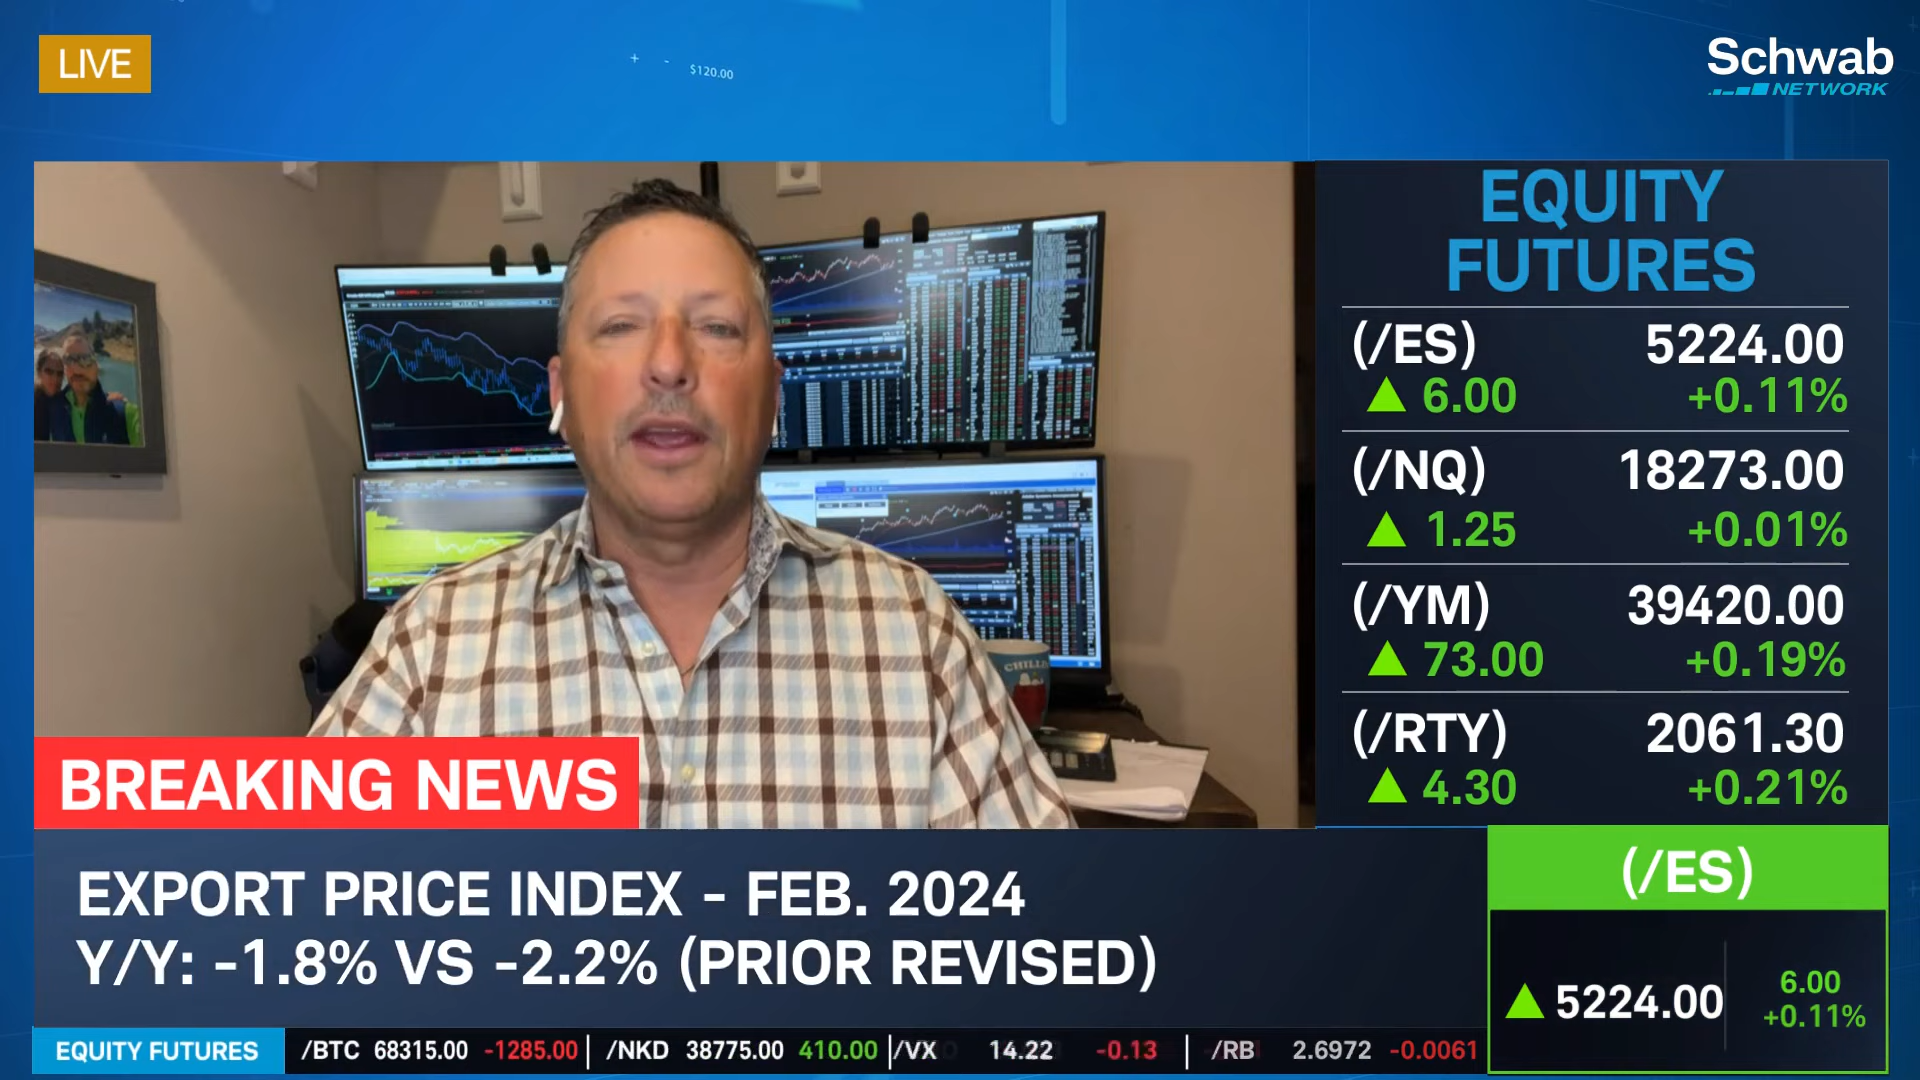 LIVE
+ - $120.00
Schwab
NETWORK
EQUITY
FUTURES
(/ES) 5224.00
▲ 6.00 +0.11%
(/NQ) 18273.00
▲ 1.25 +0.01%
(/YM) 39420.00
▲ 73.00 +0.19%
(/RTY) 2061.30
▲ 4.30 +0.21%
CHILL
BREAKING NEWS
EXPORT PRICE INDEX - FEB. 2024
Y/Y: -1.8% VS -2.2% (PRIOR REVISED)
(/ES)
▲ 5224.00
6.00
+0.11%
EQUITY FUTURES /BTC 68315.00 -1285.00 | /NKD 38775.00 410.00 | /VX 14.22 -0.13 | /RB 2.6972 -0.0061